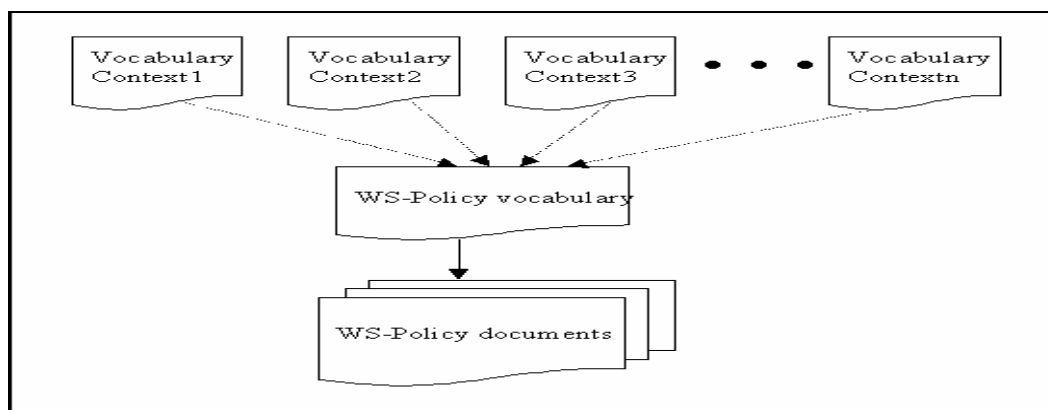 Vocabulary
Context1
Vocabulary
Context2
Vocabulary
Context3
Vocabulary
Contextn
WS-Policy vocabulary
WS-Policy documents